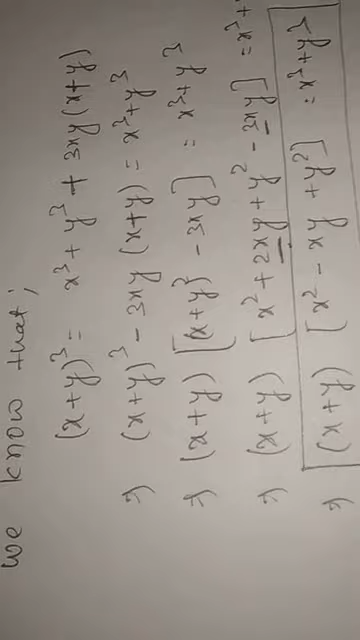 we know that;
(x+y)³ = x³ + y³ + 3xy(x+y)
⇒ (x+y)³ - 3xy (x+y) = x³+y³
⇒ (x+y) [(x+y)² - 3xy] = x³+y³
⇒ (x+y) [x² + 2xy + y² - 3xy] = x³+
⇒ (x+y) [x² - xy + y²] = x³+y³